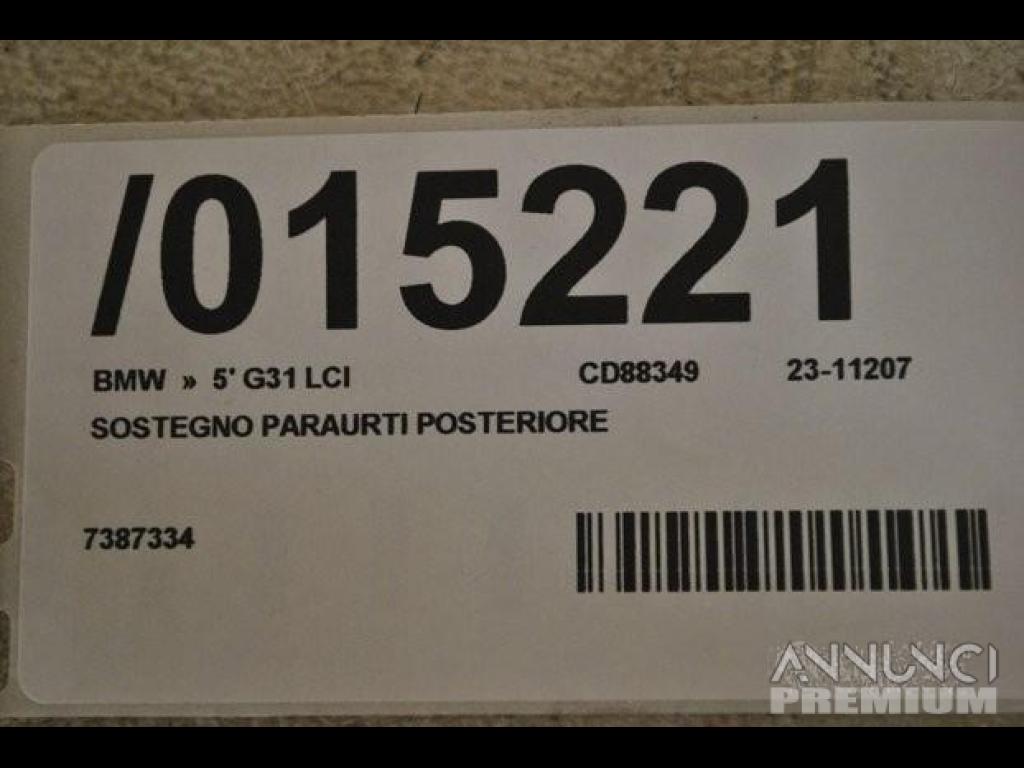 /015221
BMW » 5' G31 LCI CD88349 23-11207
SOSTEGNO PARAURTI POSTERIORE
7387334
ANNUNCI
PREMIUM